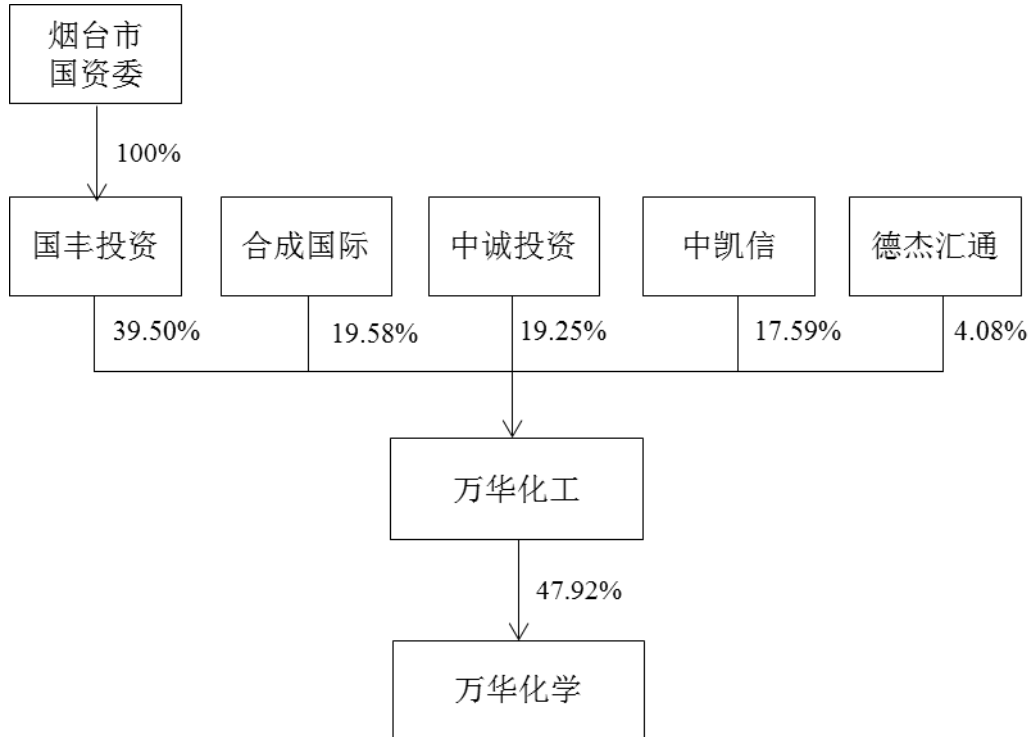 烟台市
国资委
100%
国丰投资
合成国际
中诚投资
中凯信
德杰汇通
39.50%
19.58%
19.25%
17.59%
4.08%
万华化工
47.92%
万华化学